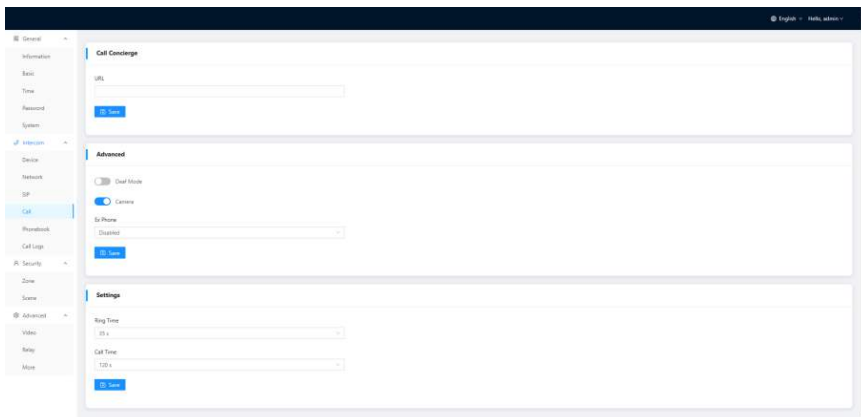 English Hello, admin
General
Information
Basic
Time
Password
System
Intercom
Device
Network
SIP
Call
Phonebook
Call Logs
Security
Zone
Scene
Advanced
Video
Relay
More
Call Concierge
URL
Save
Advanced
Deaf Mode
Camera
Ex Phone
Disabled
Save
Settings
Ring Time
35 s
Call Time
120 s
Save